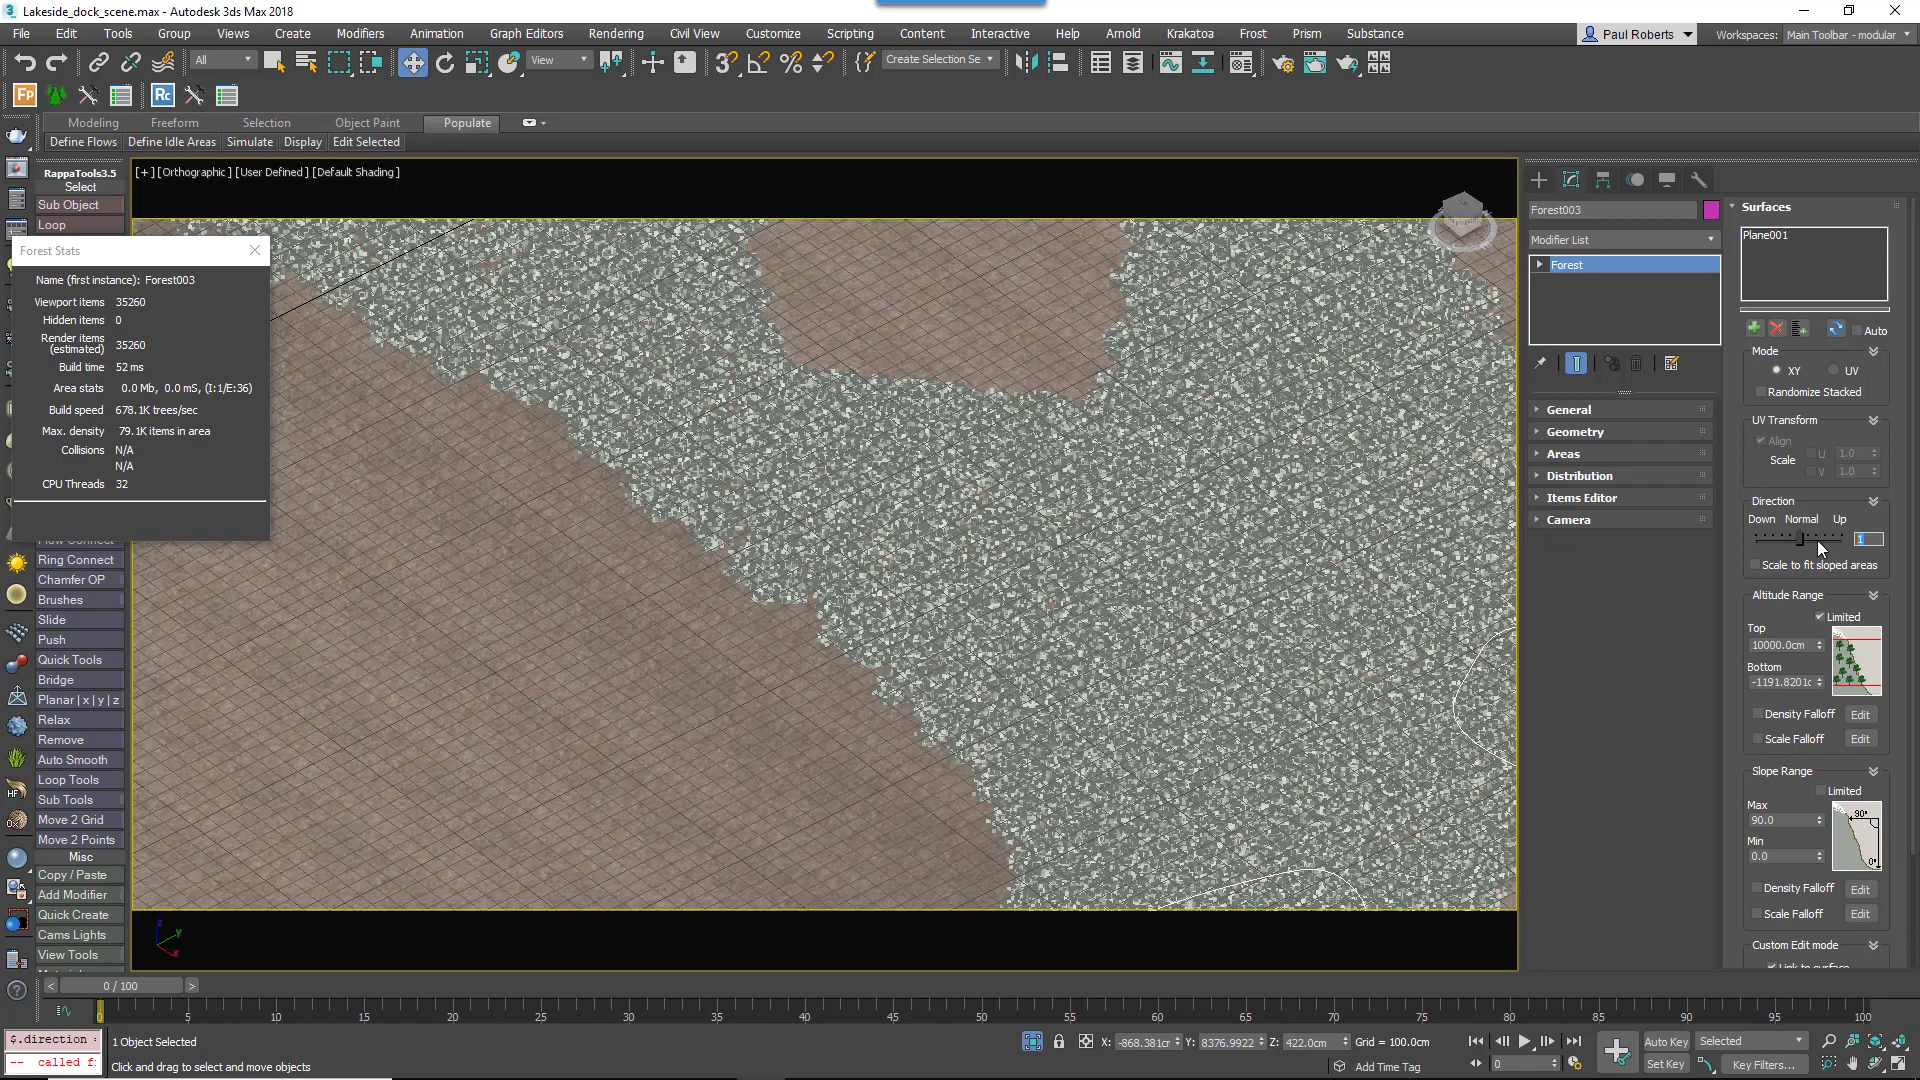 Lakeside_dock_scene.max - Autodesk 3ds Max 2018
File Edit Tools Group Views Create Modifiers Animation Graph Editors Rendering Civil View Customize Scripting Content Interactive Help Arnold Krakatoa Frost Prism Substance
Paul Roberts
Workspaces: Main Toolbar - modular
All
View
Create Selection Se
Fp
Rc
Modeling Freeform Selection Object Paint Populate
Define Flows Define Idle Areas Simulate Display Edit Selected
RappaTools3.5
Select
Sub Object
Loop
[+] [Orthographic ] [User Defined ] [Default Shading ]
Forest Stats
Name (first instance): Forest003
Viewport items 35260
Hidden items 0
Render items (estimated) 35260
Build time 52 ms
Area stats 0.0 Mb, 0.0 mS, (I:1/E:36)
Build speed 678.1K trees/sec
Max. density 79.1K items in area
Collisions N/A
N/A
CPU Threads 32
Ring Connect
Chamfer OP
Brushes
Slide
Push
Quick Tools
Bridge
Planar | x | y | z
Relax
Remove
Auto Smooth
Loop Tools
Sub Tools
Move 2 Grid
Move 2 Points
Misc
Copy / Paste
Add Modifier
Quick Create
Cams Lights
View Tools
Forest003
Modifier List
Forest
General
Geometry
Areas
Distribution
Items Editor
Camera
Surfaces
Plane001
Auto
Mode
XY UV
Randomize Stacked
UV Transform
Align
Scale U 1.0
V 1.0
Direction
Down Normal Up
1
Scale to fit sloped areas
Altitude Range
Limited
Top
10000.0cm
Bottom
-1191.8201c
Density Falloff Edit
Scale Falloff Edit
Slope Range
Limited
Max
90.0
Min
0.0
90°
0°
Density Falloff Edit
Scale Falloff Edit
Custom Edit mode
Link to surface
z
y
x
< 0 / 100 >
0 5 10 15 20 25 30 35 40 45 50 55 60 65 70 75 80 85 90 95 100
$.direction :
-- called fi
1 Object Selected
Click and drag to select and move objects
X: -868.381cr Y: 8376.9922 Z: 422.0cm Grid = 100.0cm
Add Time Tag
0
Auto Key Selected
Set Key Key Filters...